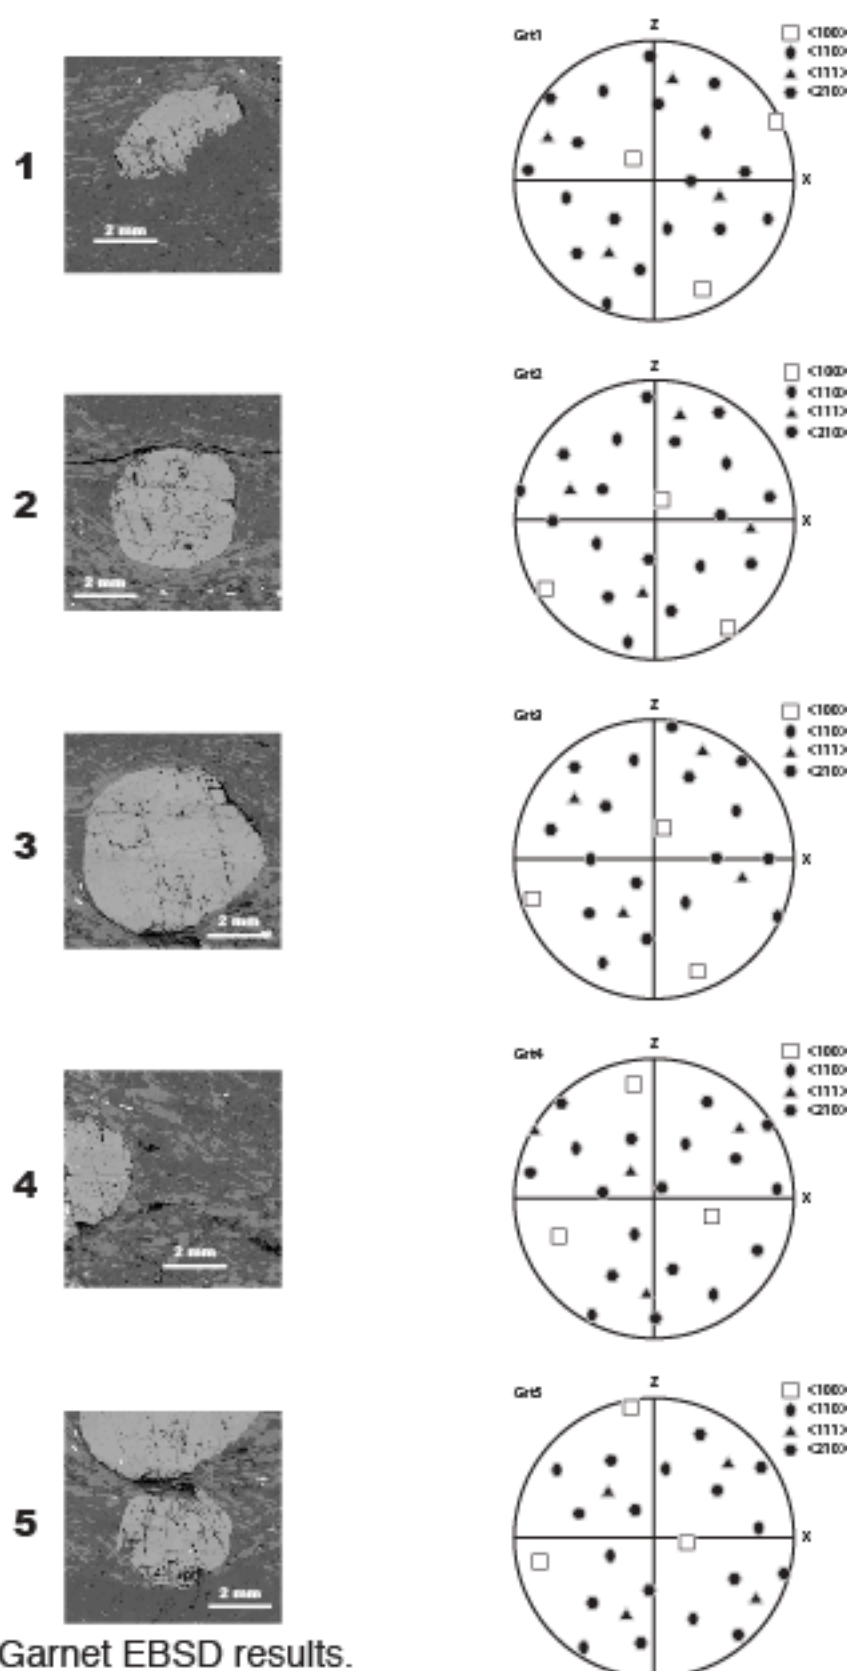 Z
Grt1
<100>
<110>
<111>
<210>
1
X
2 mm
Z
Grt2
<100>
<110>
<111>
<210>
2
X
2 mm
Z
Grt3
<100>
<110>
<111>
<210>
3
X
2 mm
Z
Grt4
<100>
<110>
<111>
<210>
4
X
2 mm
Z
Grt5
<100>
<110>
<111>
<210>
5
X
2 mm
Garnet EBSD results.